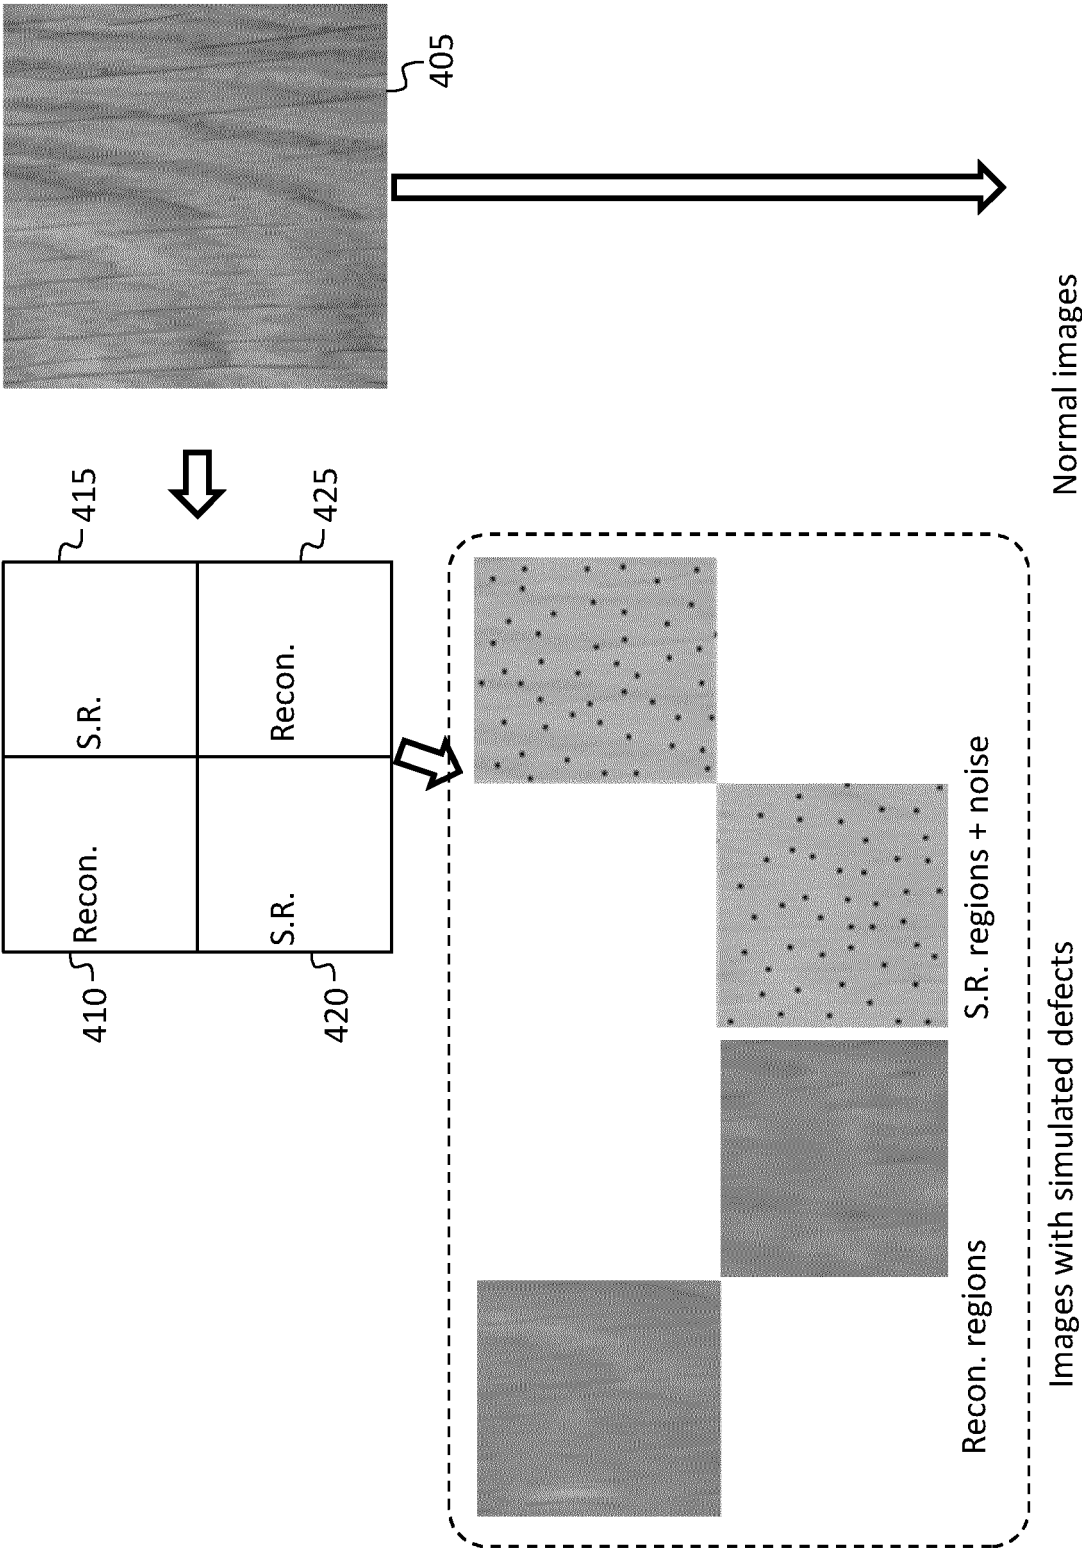 405
410
Recon.
S.R.
415
420
S.R.
Recon.
425
Recon. regions
S.R. regions + noise
Images with simulated defects
Normal images